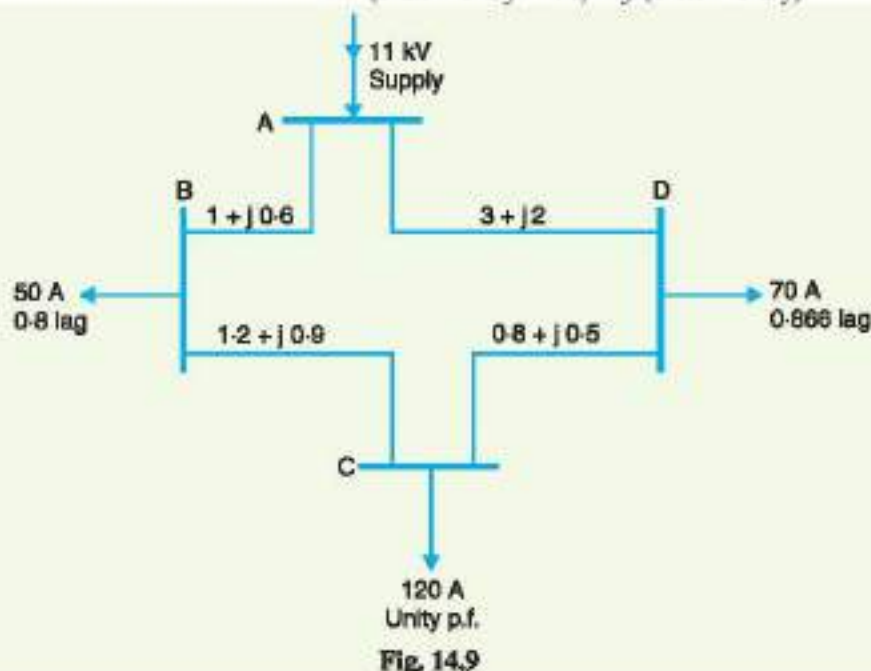 11 kV
Supply
A
B
D
1 + j 0·6
3 + j 2
50 A
0·8 lag
70 A
0·866 lag
1·2 + j 0·9
0·8 + j 0·5
C
120 A
Unity p.f.
Fig. 14.9